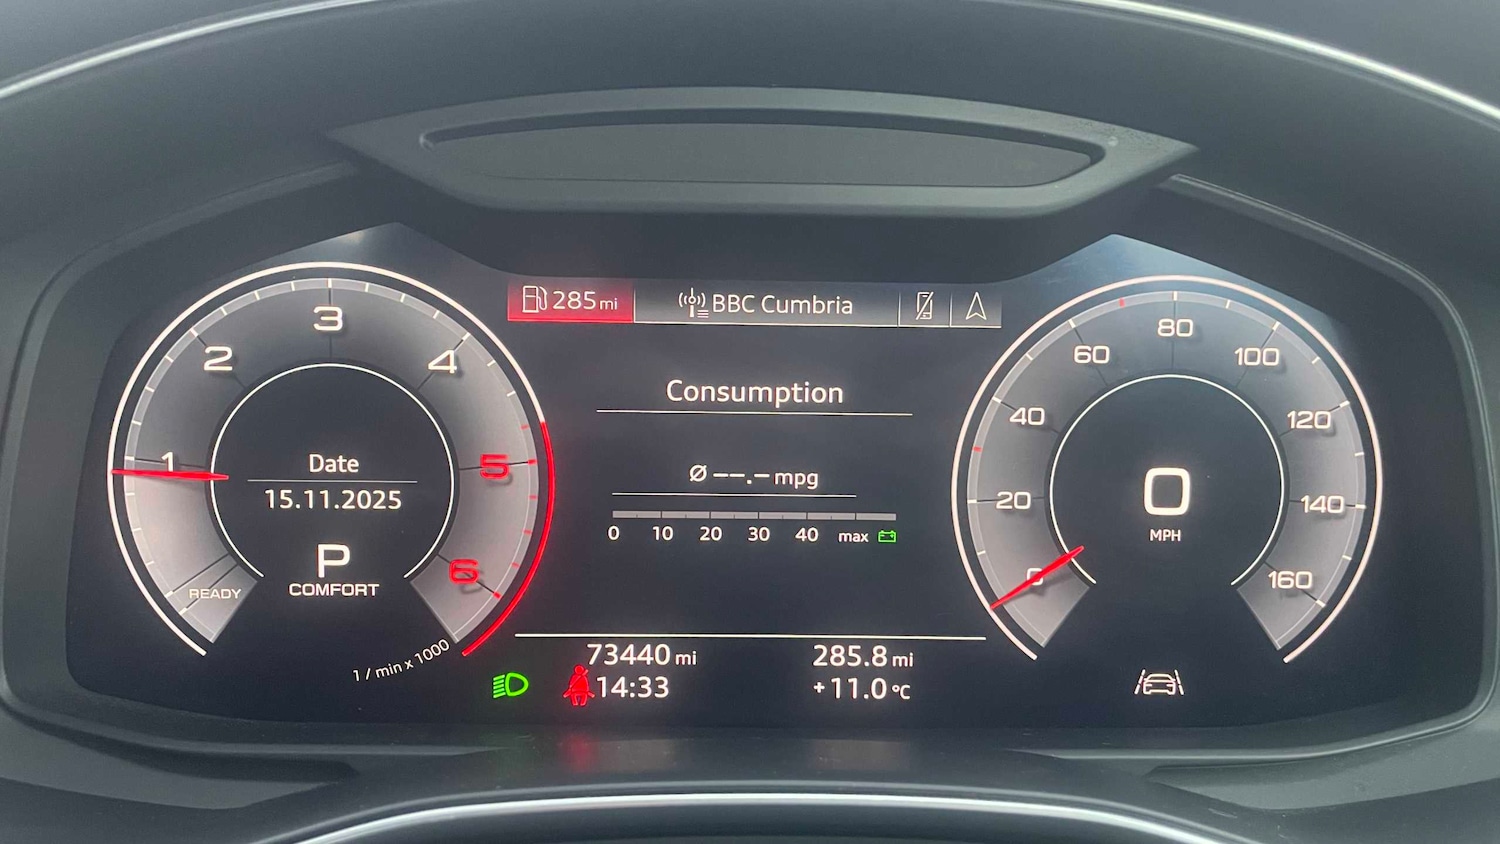 285 mi
BBC Cumbria
1
2
3
4
5
6
READY
1 / min x 1000
Date
15.11.2025
P
COMFORT
Consumption
Ø --.- mpg
0 10 20 30 40 max
73440 mi
285.8 mi
14:33
+11.0 °C
0
20
40
60
80
100
120
140
160
0
MPH